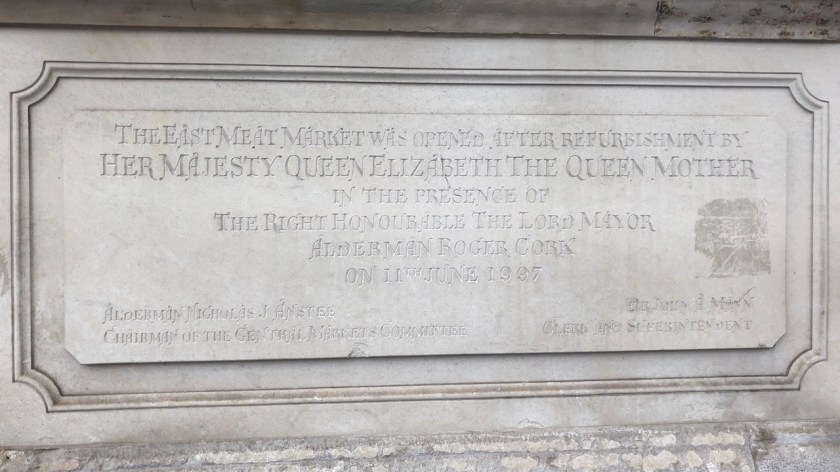 THE EAST MEAT MARKET WAS OPENED AFTER REFURBISHMENT BY
HER MAJESTY QUEEN ELIZABETH THE QUEEN MOTHER
IN THE PRESENCE OF
THE RIGHT HONOURABLE THE LORD MAYOR
ALDERMAN ROGER CORK
ON 11TH JUNE 1997
ALDERMAN NICHOLAS J ANSTEE
CHAIRMAN OF THE CENTRAL MARKETS COMMITTEE
DR JOHN A MANN
CLERK AND SUPERINTENDENT